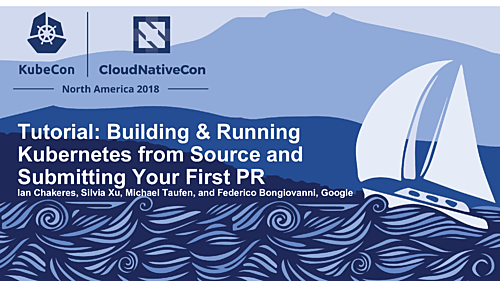 KubeCon
CloudNativeCon
North America 2018
Tutorial: Building & Running
Kubernetes from Source and
Submitting Your First PR
Ian Chakeres, Silvia Xu, Michael Taufen, and Federico Bongiovanni, Google